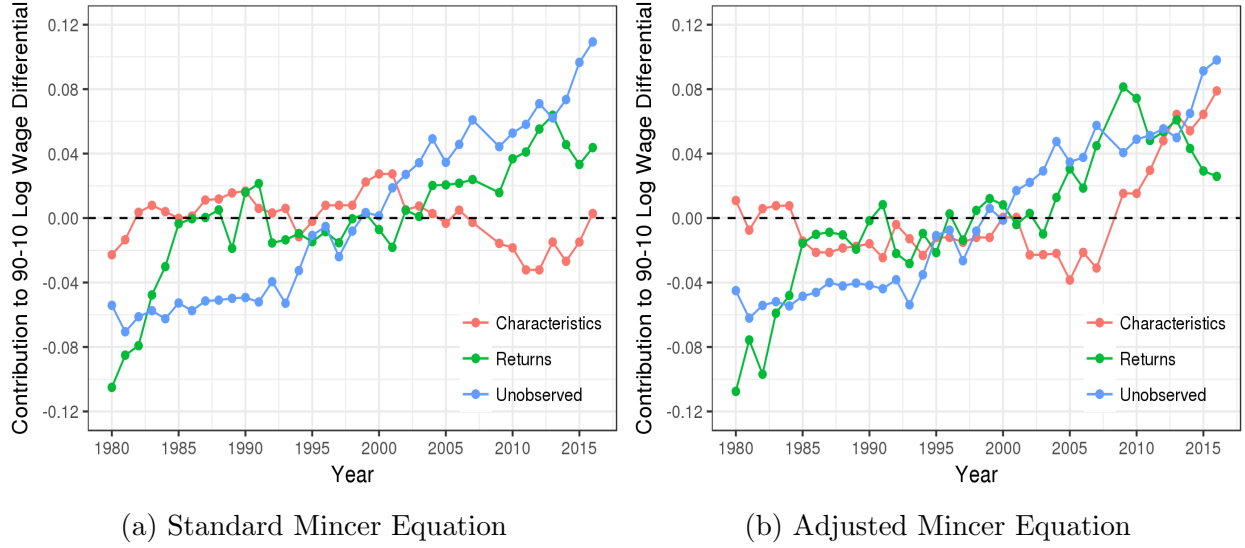 Contribution to 90-10 Log Wage Differential
0.12
0.08
0.04
0.00
-0.04
-0.08
-0.12
Characteristics
Returns
Unobserved
1980 1985 1990 1995 2000 2005 2010 2015
Year
(a) Standard Mincer Equation
Contribution to 90-10 Log Wage Differential
0.12
0.08
0.04
0.00
-0.04
-0.08
-0.12
Characteristics
Returns
Unobserved
1980 1985 1990 1995 2000 2005 2010 2015
Year
(b) Adjusted Mincer Equation